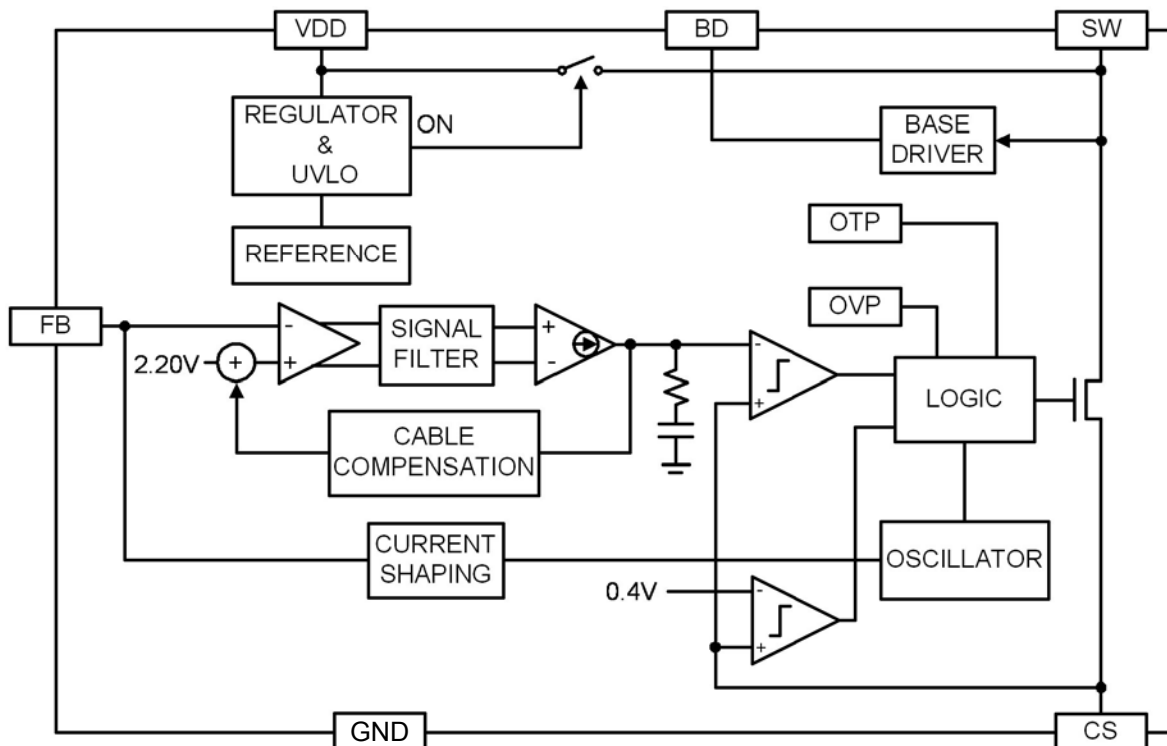 VDD
BD
SW
REGULATOR
&
UVLO
ON
BASE
DRIVER
REFERENCE
OTP
OVP
FB
-
+
2.20V
+
SIGNAL
FILTER
+
-
-
+
LOGIC
CABLE
COMPENSATION
CURRENT
SHAPING
OSCILLATOR
0.4V
-
+
GND
CS